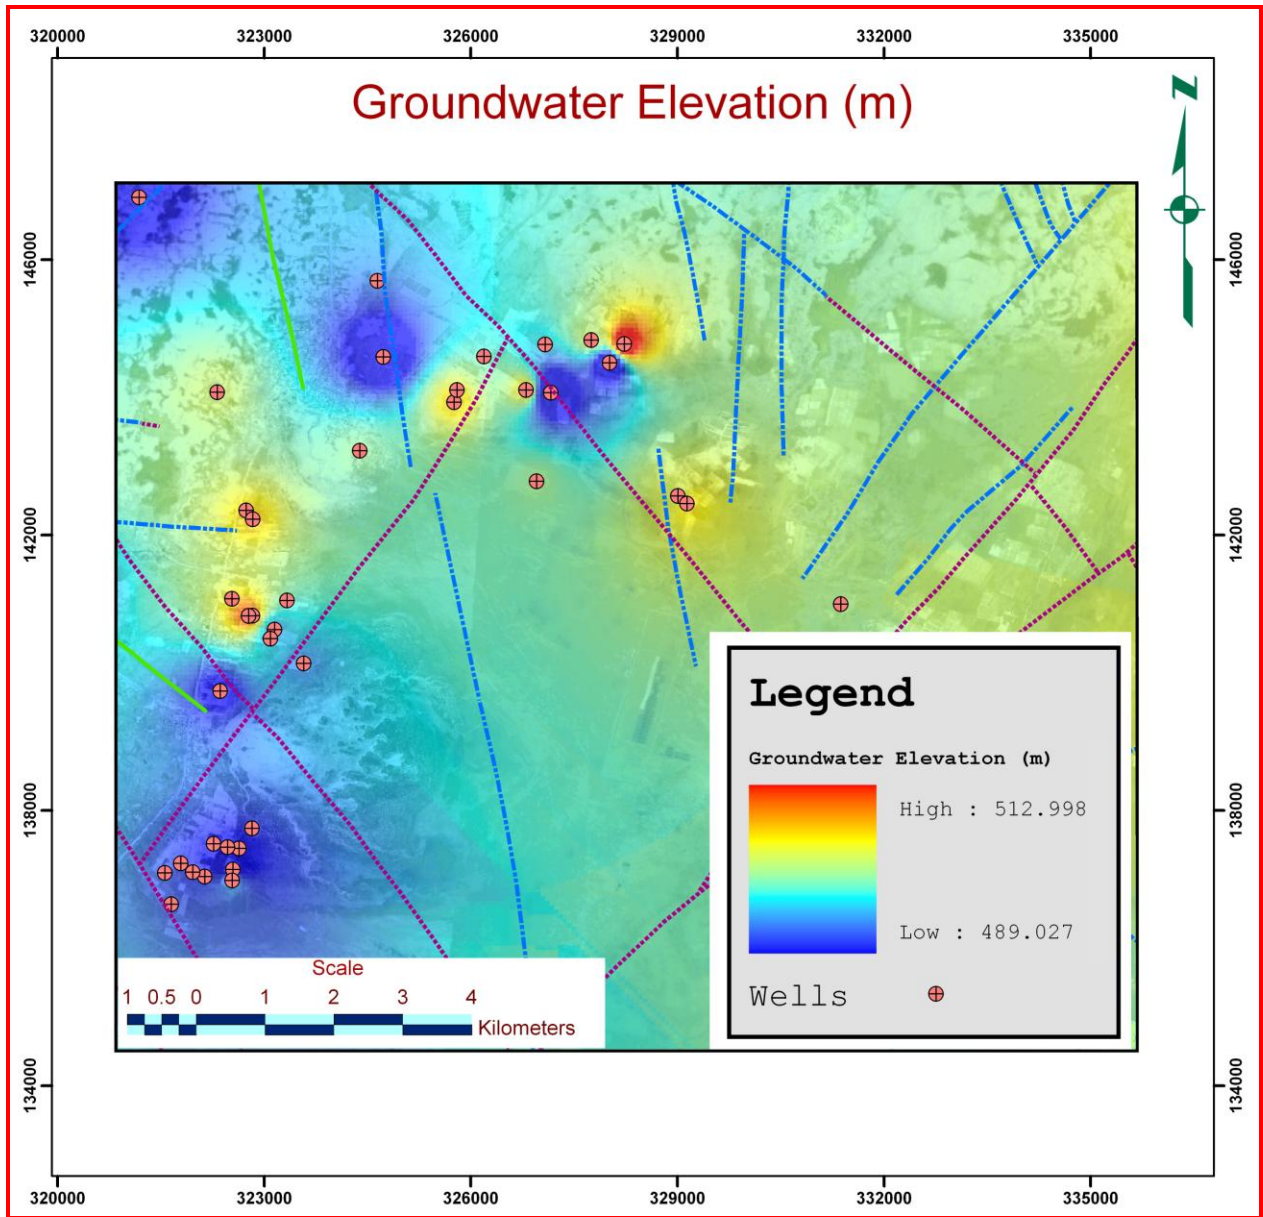 320000 323000 326000 329000 332000 335000
Groundwater Elevation (m)
N
146000 146000
142000 142000
138000 138000
134000 134000
Legend
Groundwater Elevation (m)
High : 512.998
Low : 489.027
Wells
Scale
1 0.5 0 1 2 3 4
Kilometers
320000 323000 326000 329000 332000 335000